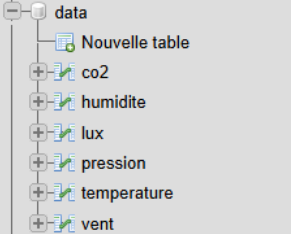 data
Nouvelle table
co2
humidite
lux
pression
temperature
vent